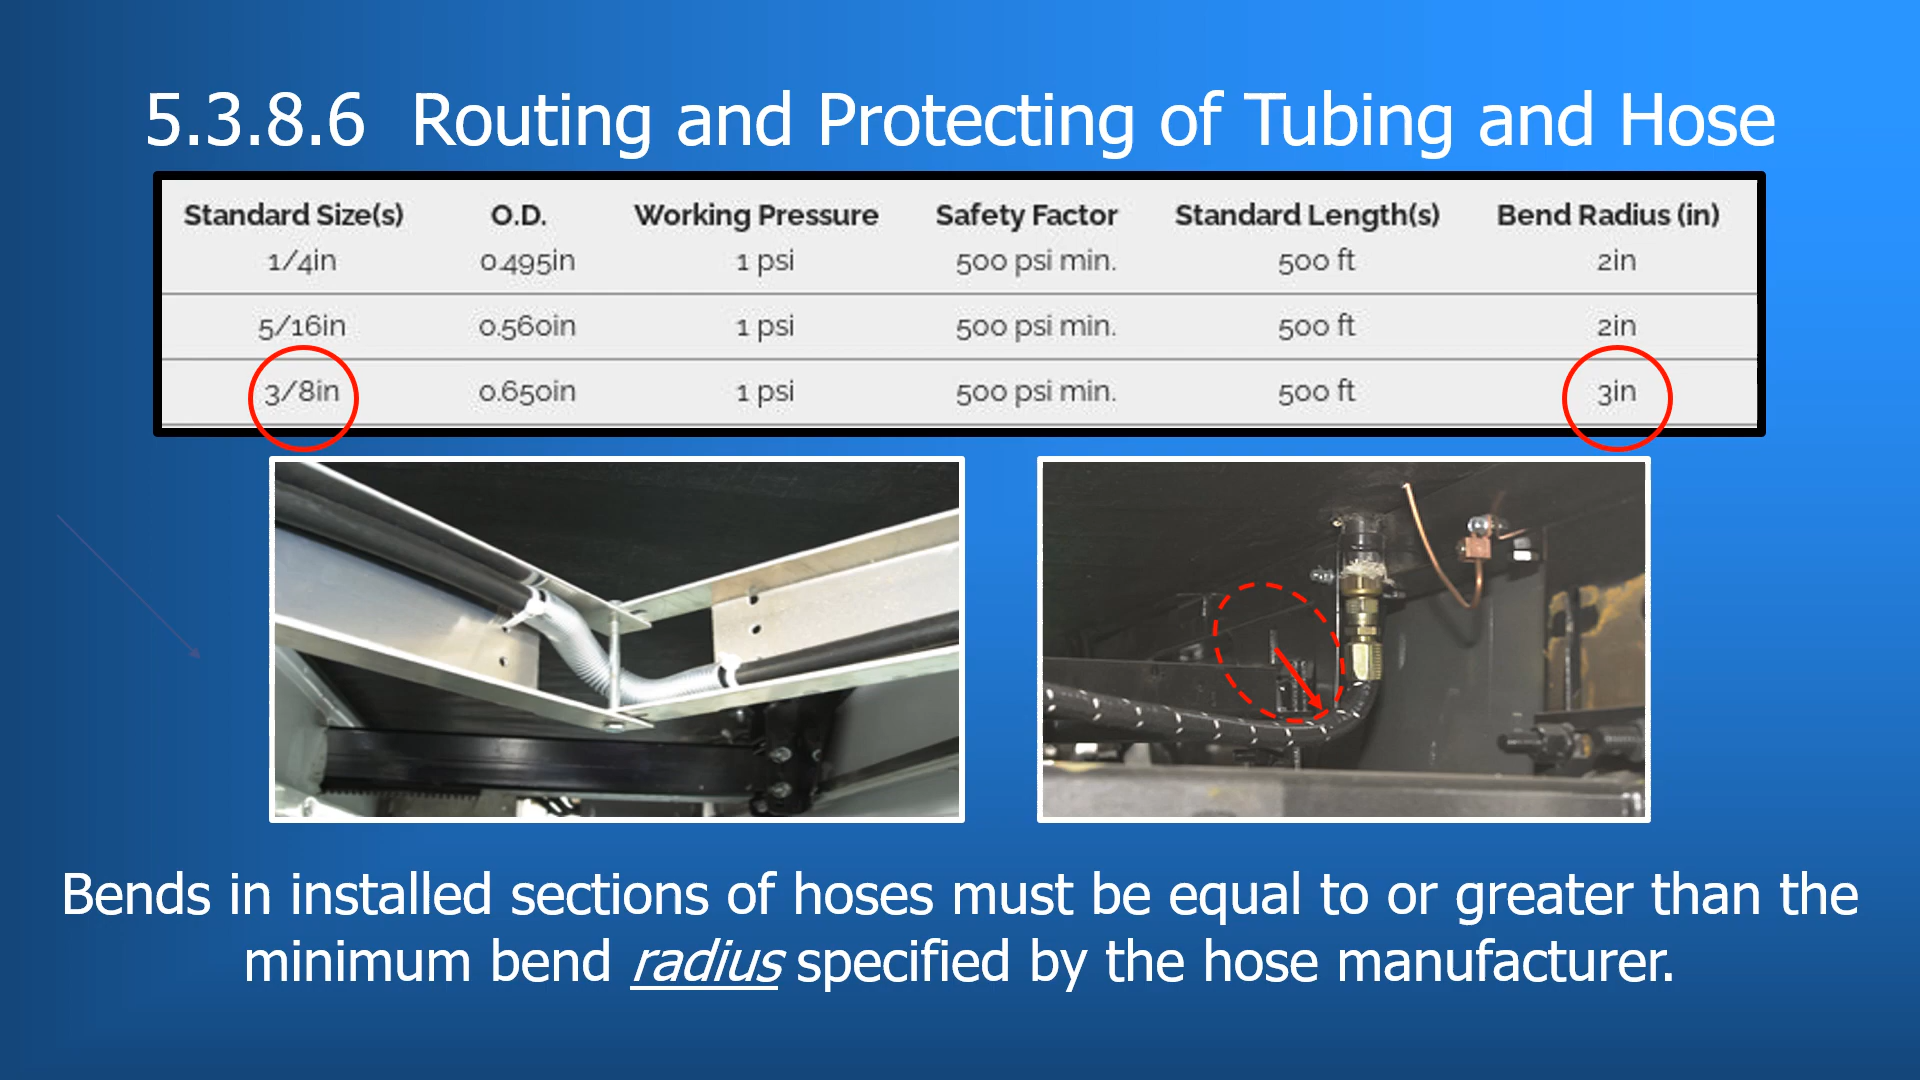 5.3.8.6 Routing and Protecting of Tubing and Hose
Standard Size(s) O.D. Working Pressure Safety Factor Standard Length(s) Bend Radius (in)
1/4in 0.495in 1 psi 500 psi min. 500 ft 2in
5/16in 0.560in 1 psi 500 psi min. 500 ft 2in
3/8in 0.650in 1 psi 500 psi min. 500 ft 3in
Bends in installed sections of hoses must be equal to or greater than the
minimum bend radius specified by the hose manufacturer.